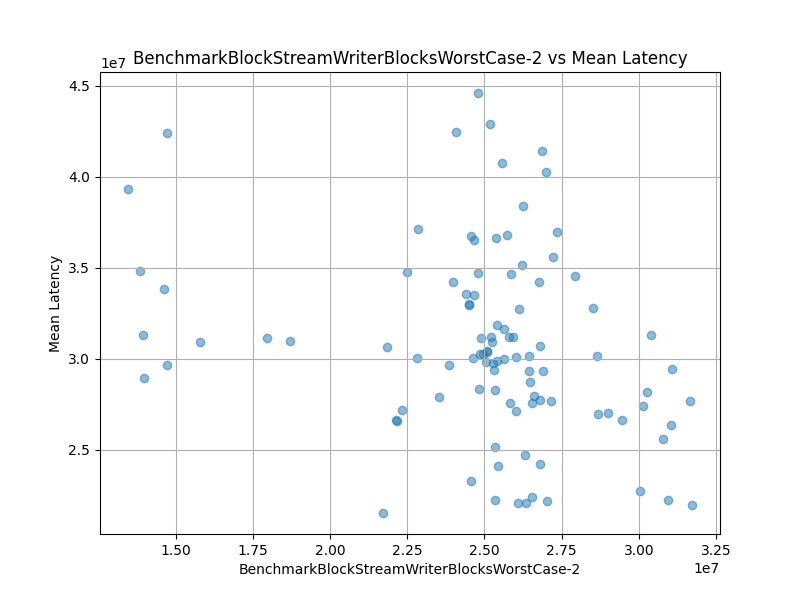 BenchmarkBlockStreamWriterBlocksWorstCase-2 vs Mean Latency
1e7
4.5
4.0
3.5
3.0
2.5
Mean Latency
1.50 1.75 2.00 2.25 2.50 2.75 3.00 3.25
BenchmarkBlockStreamWriterBlocksWorstCase-2
1e7